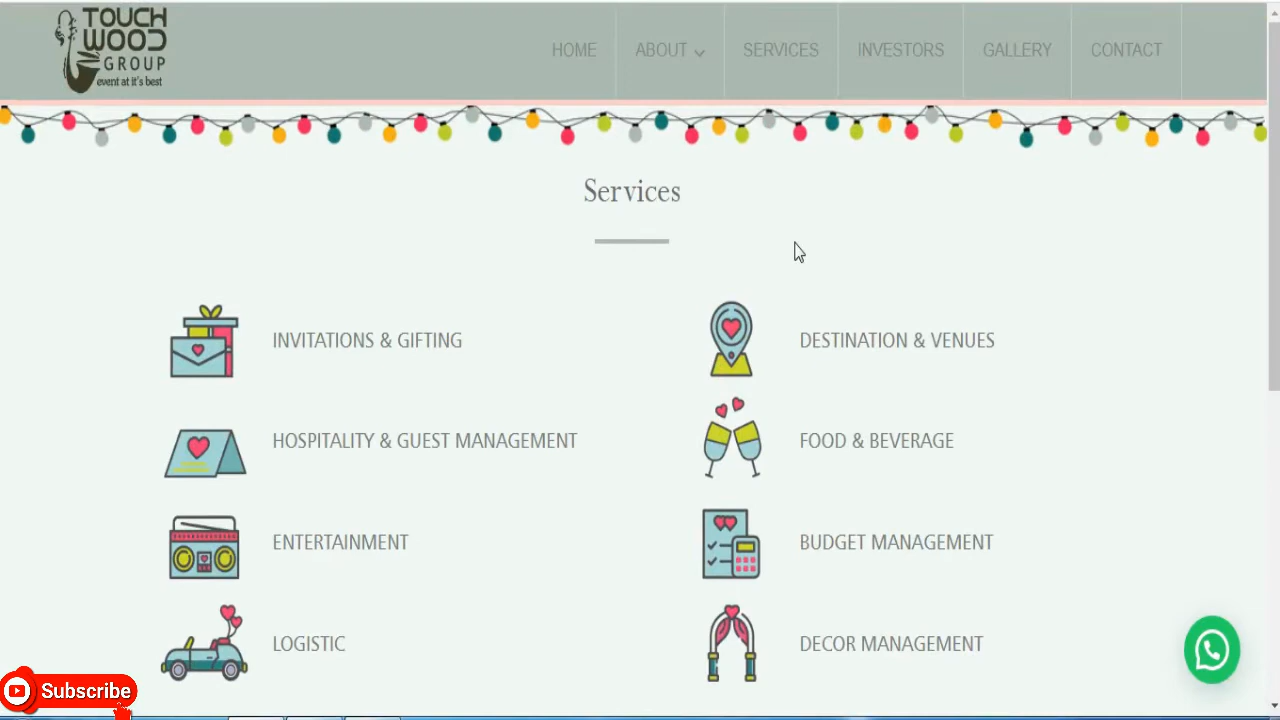 TOUCH
WOOD
GROUP
event at it's best
HOME
ABOUT
SERVICES
INVESTORS
GALLERY
CONTACT
Services
INVITATIONS & GIFTING
DESTINATION & VENUES
HOSPITALITY & GUEST MANAGEMENT
FOOD & BEVERAGE
ENTERTAINMENT
BUDGET MANAGEMENT
LOGISTIC
DECOR MANAGEMENT
Subscribe